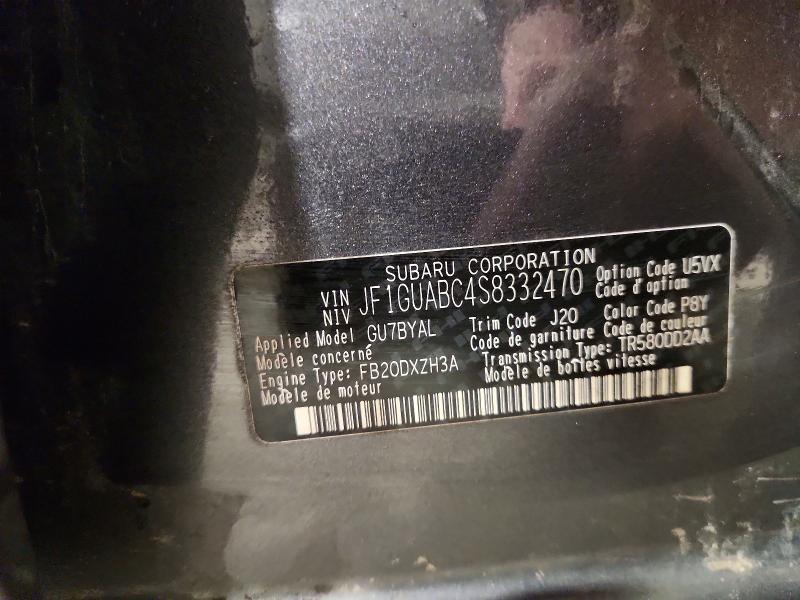 SUBARU CORPORATION
VIN NIV JF1GUABC4S8332470 Option Code U5VX
Code d'option
Applied Model GU7BYAL Trim Code J20 Color Code P8Y
Modele concerné Code de garniture Code de couleur
Engine Type: FB20DXZH3A Transmission Type TR580DD2AA
Modele de moteur Modele de boîtes vitesse